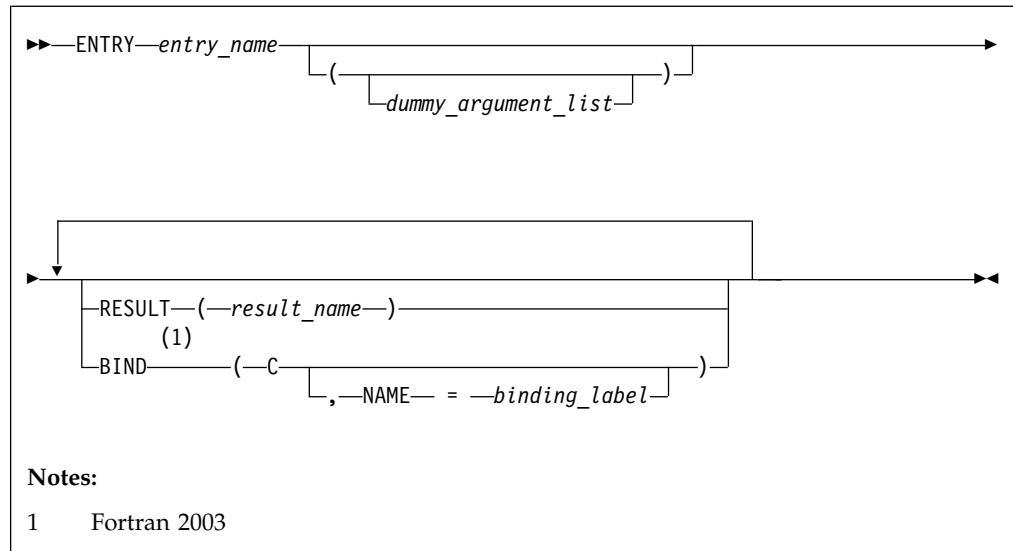 ENTRY entry_name
( )
dummy_argument_list
RESULT ( result_name )
(1)
BIND ( C )
, NAME = binding_label
Notes:
1 Fortran 2003